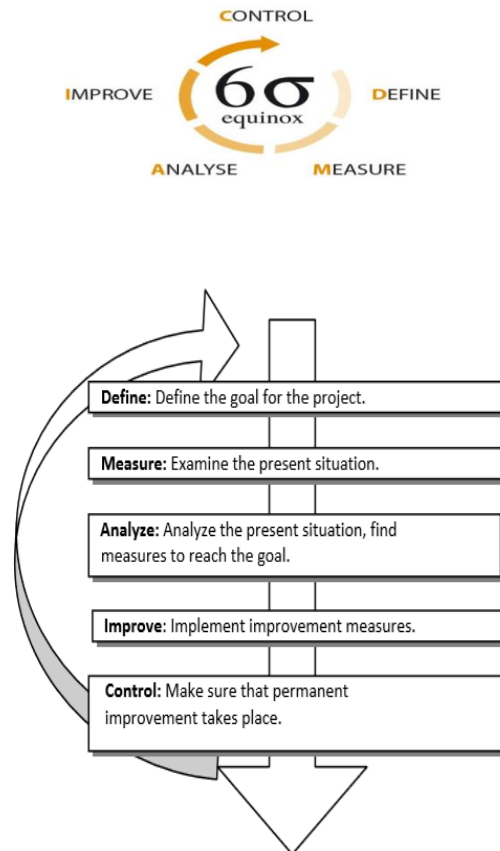 CONTROL
IMPROVE
6σ
DEFINE
equinox
ANALYSE
MEASURE
Define: Define the goal for the project.
Measure: Examine the present situation.
Analyze: Analyze the present situation, find
measures to reach the goal.
Improve: Implement improvement measures.
Control: Make sure that permanent
improvement takes place.